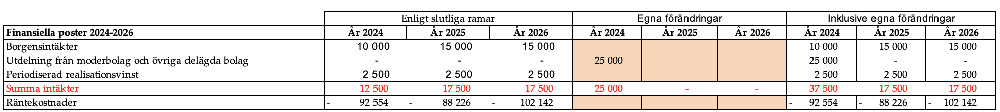 Enligt slutliga ramar Egna förändringar Inklusive egna förändringar
Finansiella poster 2024-2026 År 2024 År 2025 År 2026 År 2024 År 2025 År 2026 År 2024 År 2025 År 2026
Borgensintäkter 10 000 15 000 15 000 10 000 15 000 15 000
Utdelning från moderbolag och övriga delägda bolag - - - 25 000 25 000 - -
Periodiserad realisationsvinst 2 500 2 500 2 500 2 500 2 500 2 500
Summa intäkter 12 500 17 500 17 500 25 000 - - 37 500 17 500 17 500
Räntekostnader - 92 554 - 88 226 - 102 142 - 92 554 - 88 226 - 102 142